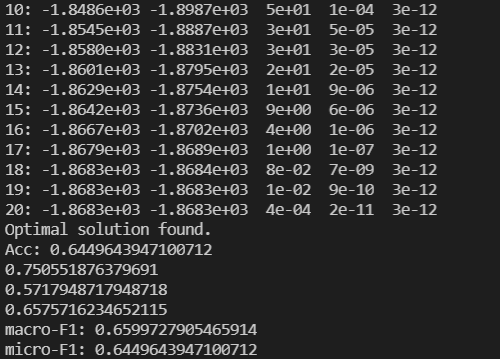 10: -1.8486e+03 -1.8987e+03  5e+01  1e-04  3e-12
11: -1.8545e+03 -1.8887e+03  3e+01  5e-05  3e-12
12: -1.8580e+03 -1.8831e+03  3e+01  3e-05  3e-12
13: -1.8601e+03 -1.8795e+03  2e+01  2e-05  3e-12
14: -1.8629e+03 -1.8754e+03  1e+01  9e-06  3e-12
15: -1.8642e+03 -1.8736e+03  9e+00  6e-06  3e-12
16: -1.8667e+03 -1.8702e+03  4e+00  1e-06  3e-12
17: -1.8679e+03 -1.8689e+03  1e+00  1e-07  3e-12
18: -1.8683e+03 -1.8684e+03  8e-02  7e-09  3e-12
19: -1.8683e+03 -1.8683e+03  1e-02  9e-10  3e-12
20: -1.8683e+03 -1.8683e+03  4e-04  2e-11  3e-12
Optimal solution found.
Acc: 0.6449643947100712
0.750551876379691
0.5717948717948718
0.6575716234652115
macro-F1: 0.6599727905465914
micro-F1: 0.6449643947100712